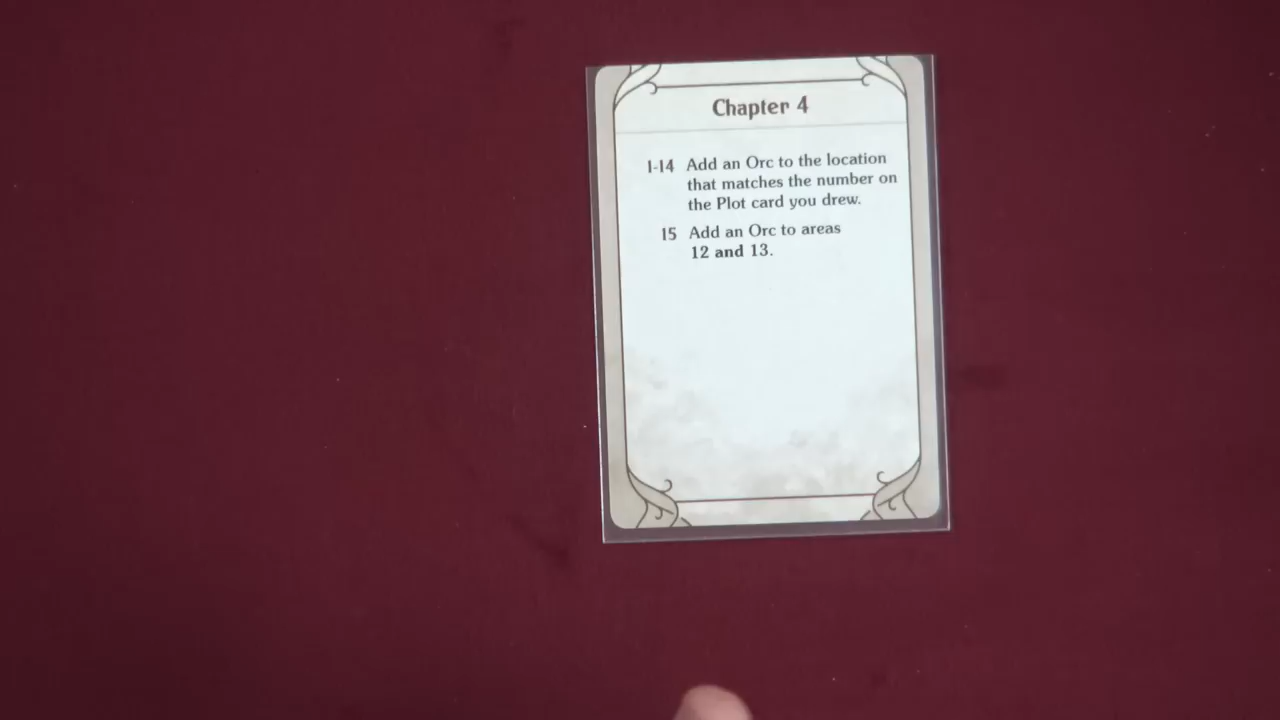 Chapter 4
1-14 Add an Orc to the location
that matches the number on
the Plot card you drew.
15 Add an Orc to areas
12 and 13.